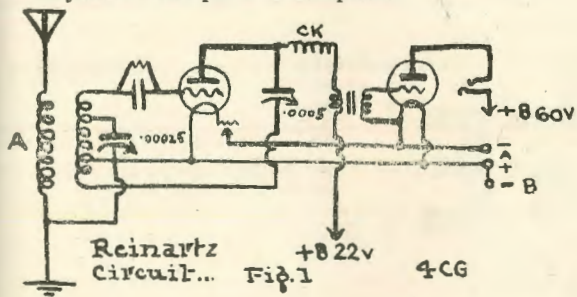 CK
A
.00025
.0005
+B 60V
-
A
+
- B
+B 22v
Reinartz
Circuit...
Fig.1
4CG